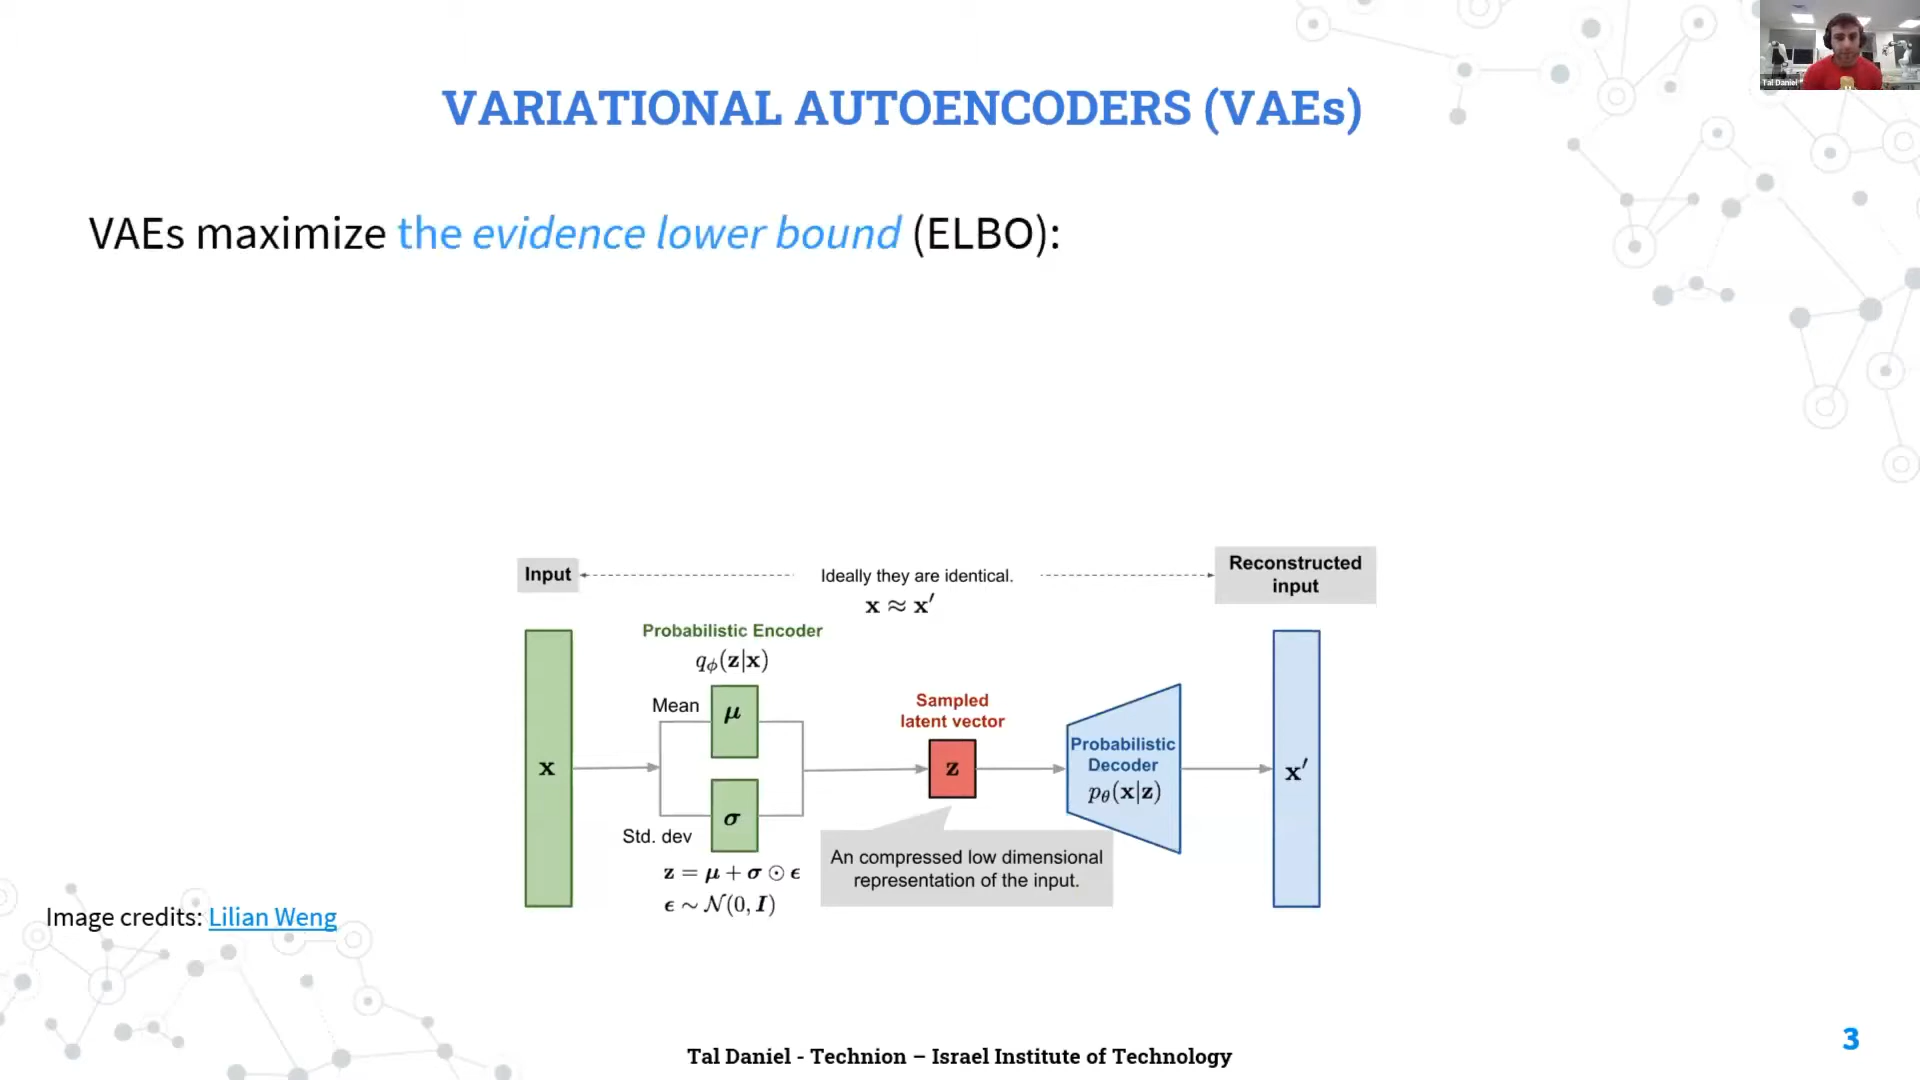 Tal Daniel
VARIATIONAL AUTOENCODERS (VAEs)
VAEs maximize the evidence lower bound (ELBO):
Input
Ideally they are identical.
x ≈ x′
Reconstructed
input
Probabilistic Encoder
qϕ(z|x)
Mean
μ
Sampled
latent vector
x
z
Probabilistic
Decoder
pθ(x|z)
x′
Std. dev
σ
z = μ + σ ⊙ ϵ
ϵ ∼ 𝒩(0, I)
An compressed low dimensional
representation of the input.
Image credits: Lilian Weng
Tal Daniel - Technion – Israel Institute of Technology
3